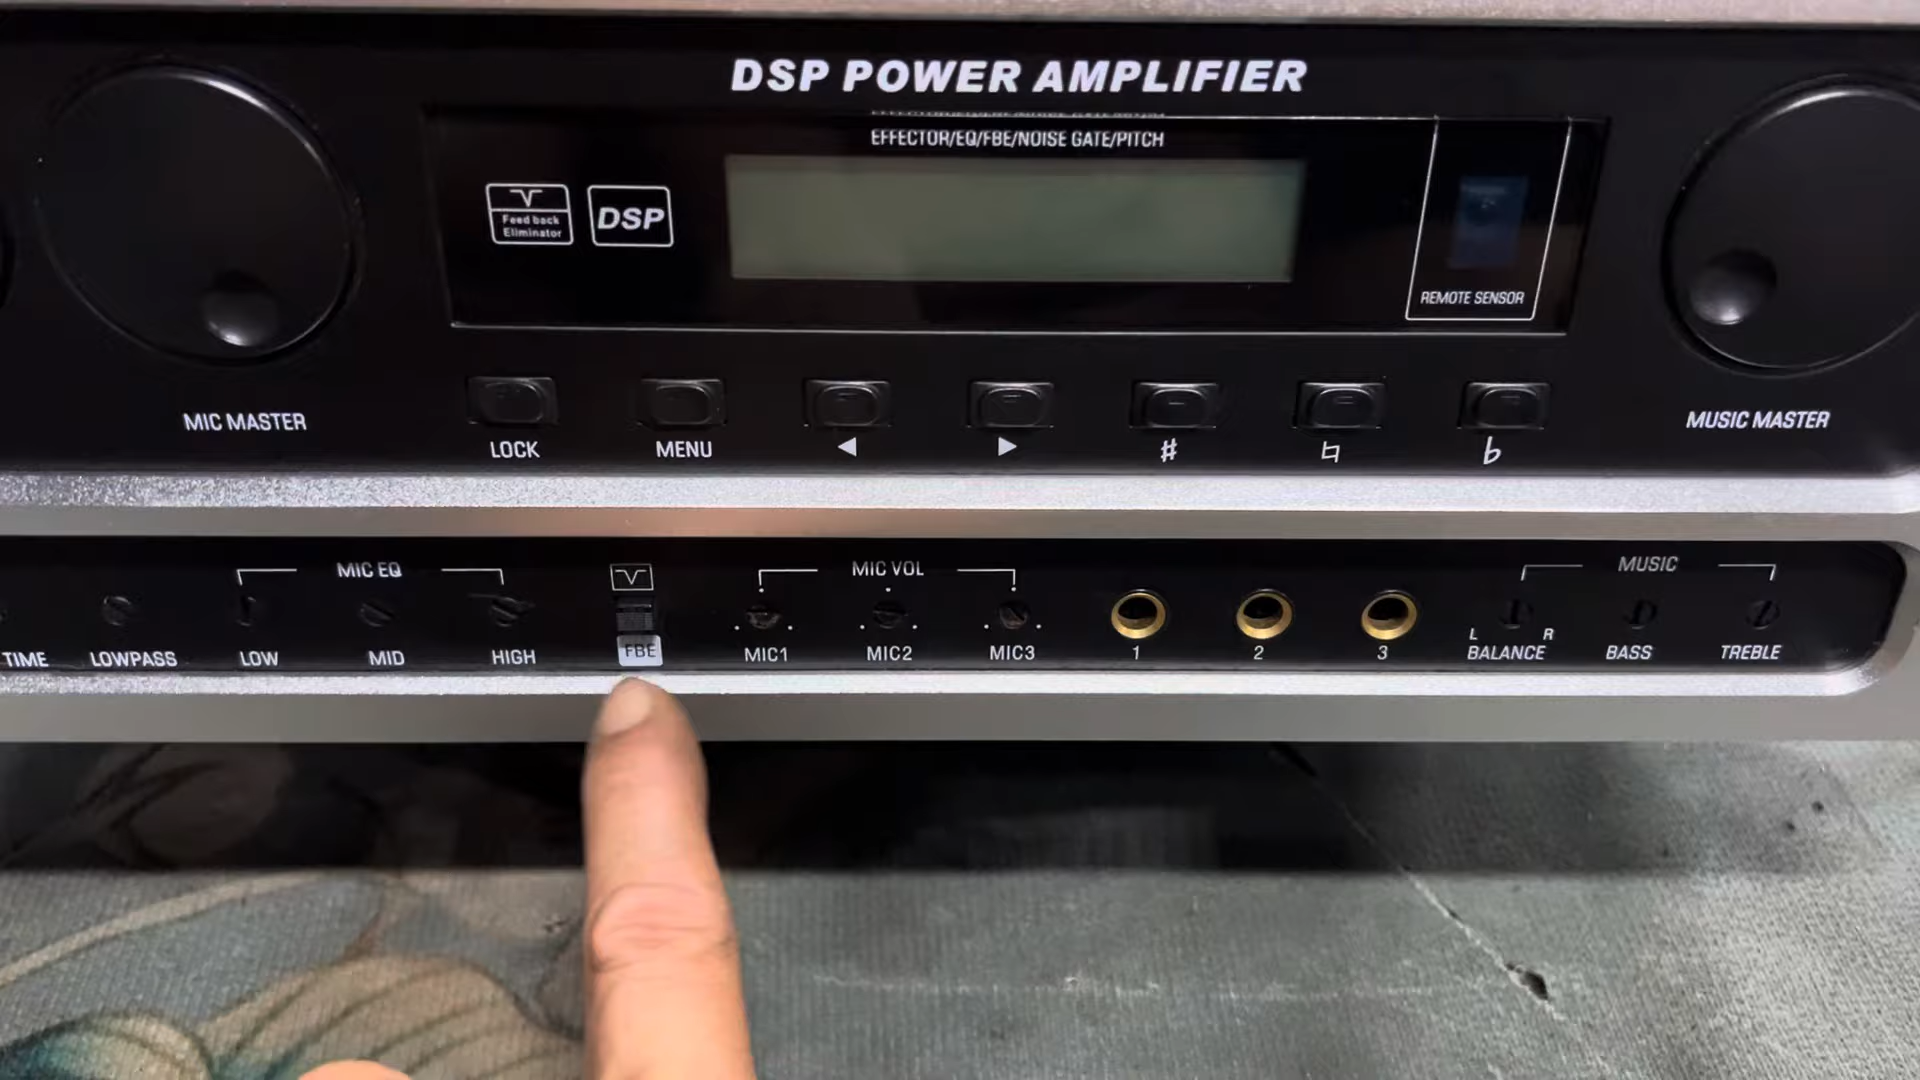 DSP POWER AMPLIFIER
EFFECTOR/EQ/FBE/NOISE GATE/PITCH
Feed back
Eliminator
DSP
REMOTE SENSOR
MIC MASTER
MUSIC MASTER
LOCK
MENU
◀
▶
♯
♮
♭
MIC EQ
MIC VOL
MUSIC
TIME
LOWPASS
LOW
MID
HIGH
FBE
MIC1
MIC2
MIC3
1
2
3
L
R
BALANCE
BASS
TREBLE